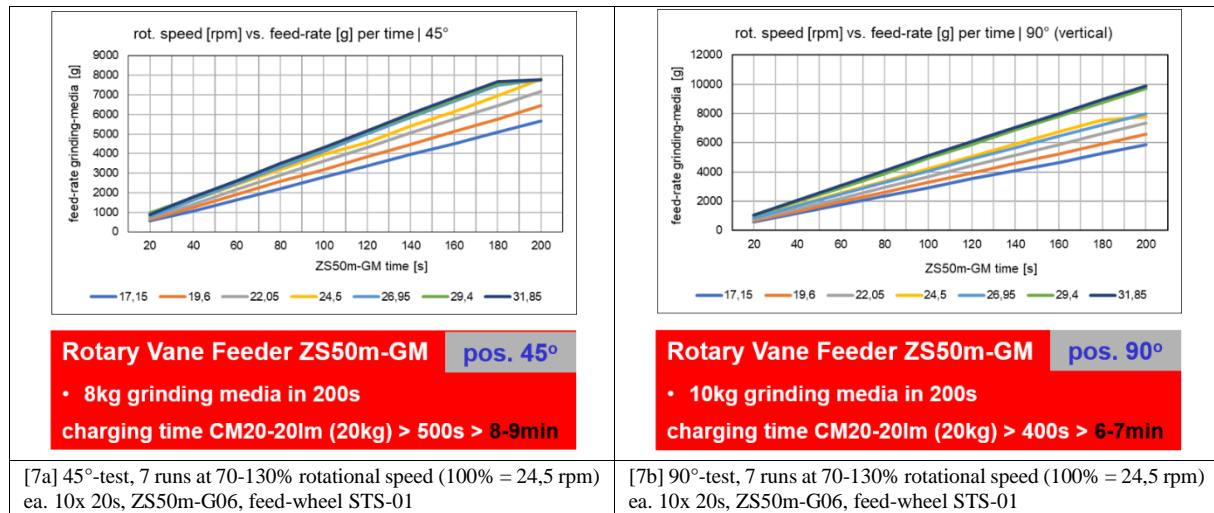 rot. speed [rpm] vs. feed-rate [g] per time | 45°
feed-rate grinding-media [g]
9000
8000
7000
6000
5000
4000
3000
2000
1000
0
20 40 60 80 100 120 140 160 180 200
ZS50m-GM time [s]
17,15 19,6 22,05 24,5 26,95 29,4 31,85
Rotary Vane Feeder ZS50m-GM pos. 45°
• 8kg grinding media in 200s
charging time CM20-20lm (20kg) > 500s > 8-9min
[7a] 45°-test, 7 runs at 70-130% rotational speed (100% = 24,5 rpm)
ea. 10x 20s, ZS50m-G06, feed-wheel STS-01
rot. speed [rpm] vs. feed-rate [g] per time | 90° (vertical)
feed-rate grinding-media [g]
12000
10000
8000
6000
4000
2000
0
20 40 60 80 100 120 140 160 180 200
ZS50m-GM time [s]
17,15 19,6 22,05 24,5 26,95 29,4 31,85
Rotary Vane Feeder ZS50m-GM pos. 90°
• 10kg grinding media in 200s
charging time CM20-20lm (20kg) > 400s > 6-7min
[7b] 90°-test, 7 runs at 70-130% rotational speed (100% = 24,5 rpm)
ea. 10x 20s, ZS50m-G06, feed-wheel STS-01